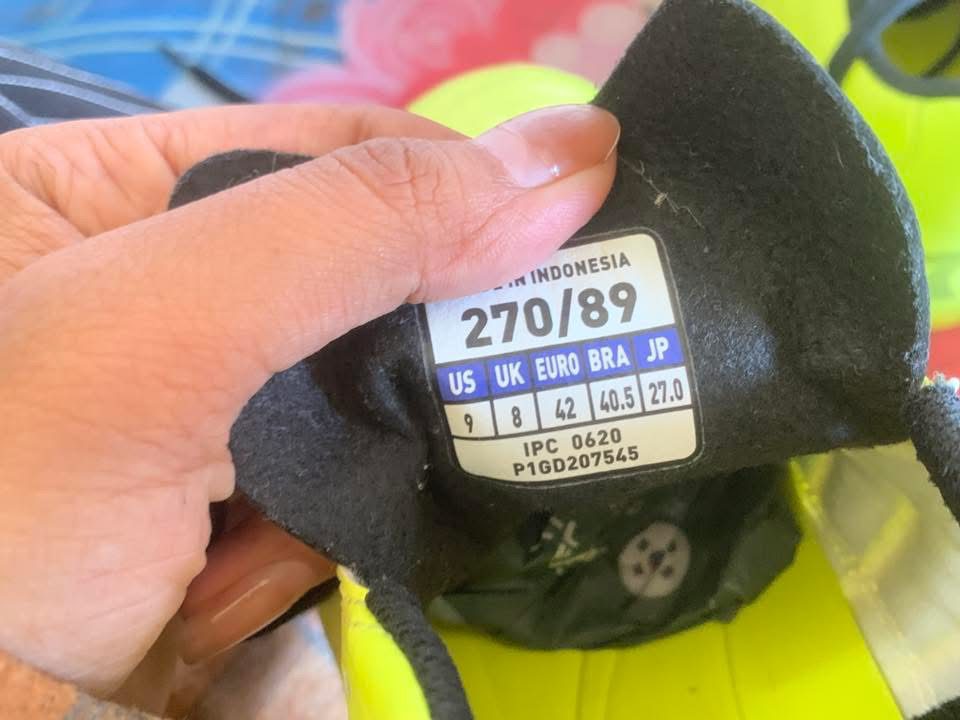 IN INDONESIA
270/89
US UK EURO BRA JP
9 8 42 40.5 27.0
IPC 0620
P1GD207545